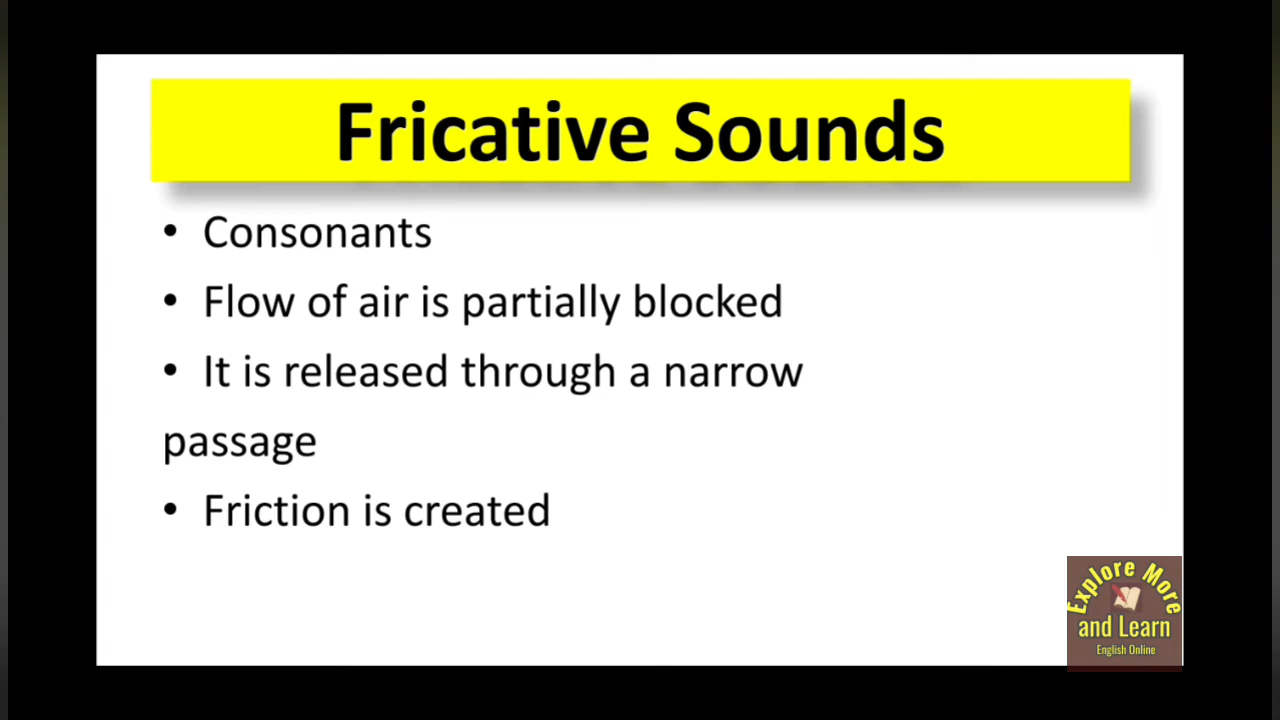 Fricative Sounds
• Consonants
• Flow of air is partially blocked
• It is released through a narrow
passage
• Friction is created
Explore More
and Learn
English Online